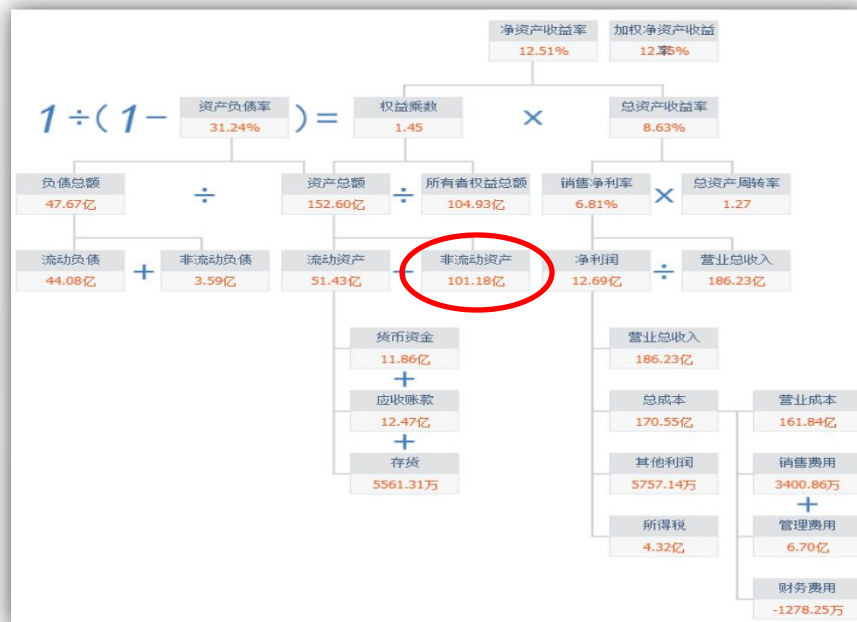 净资产收益率 加权净资产收益率
12.51% 12.35%
1÷(1− 资产负债率 )= 权益乘数 × 总资产收益率
31.24% 1.45 8.63%
负债总额 ÷ 资产总额 ÷ 所有者权益总额 销售净利率 × 总资产周转率
47.67亿 152.60亿 104.93亿 6.81% 1.27
流动负债 + 非流动负债 流动资产 + 非流动资产 净利润 ÷ 营业总收入
44.08亿 3.59亿 51.43亿 101.18亿 12.69亿 186.23亿
货币资金 营业总收入
11.86亿 186.23亿
+
应收账款 总成本 营业成本
12.47亿 170.55亿 161.84亿
+
存货 其他利润 销售费用
5561.31万 5757.14万 3400.86万
+
所得税 管理费用
4.32亿 6.70亿
财务费用
-1278.25万